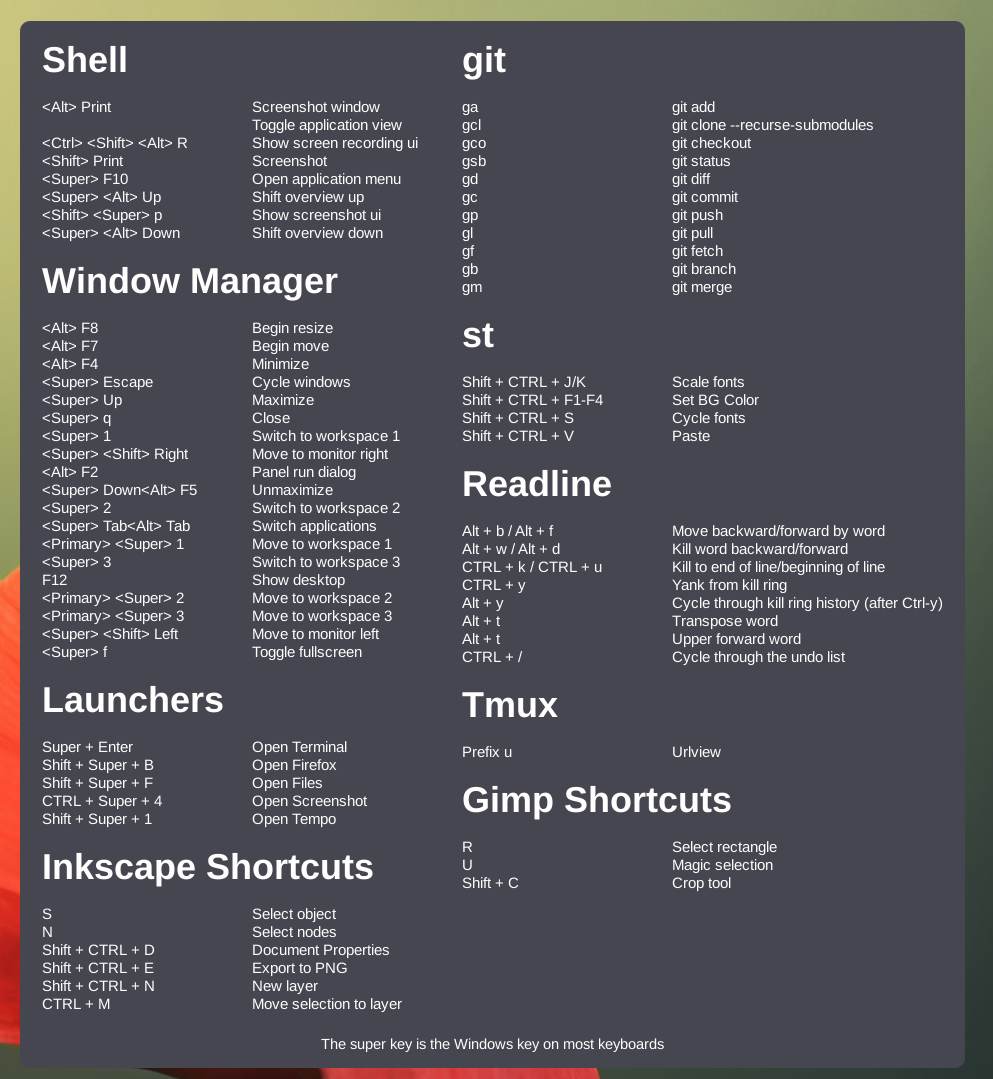 Shell
<Alt> Print Screenshot window
Toggle application view
<Ctrl> <Shift> <Alt> R Show screen recording ui
<Shift> Print Screenshot
<Super> F10 Open application menu
<Super> <Alt> Up Shift overview up
<Shift> <Super> p Show screenshot ui
<Super> <Alt> Down Shift overview down
Window Manager
<Alt> F8 Begin resize
<Alt> F7 Begin move
<Alt> F4 Minimize
<Super> Escape Cycle windows
<Super> Up Maximize
<Super> q Close
<Super> 1 Switch to workspace 1
<Super> <Shift> Right Move to monitor right
<Alt> F2 Panel run dialog
<Super> Down<Alt> F5 Unmaximize
<Super> 2 Switch to workspace 2
<Super> Tab<Alt> Tab Switch applications
<Primary> <Super> 1 Move to workspace 1
<Super> 3 Switch to workspace 3
F12 Show desktop
<Primary> <Super> 2 Move to workspace 2
<Primary> <Super> 3 Move to workspace 3
<Super> <Shift> Left Move to monitor left
<Super> f Toggle fullscreen
Launchers
Super + Enter Open Terminal
Shift + Super + B Open Firefox
Shift + Super + F Open Files
CTRL + Super + 4 Open Screenshot
Shift + Super + 1 Open Tempo
Inkscape Shortcuts
S Select object
N Select nodes
Shift + CTRL + D Document Properties
Shift + CTRL + E Export to PNG
Shift + CTRL + N New layer
CTRL + M Move selection to layer
git
ga git add
gcl git clone --recurse-submodules
gco git checkout
gsb git status
gd git diff
gc git commit
gp git push
gl git pull
gf git fetch
gb git branch
gm git merge
st
Shift + CTRL + J/K Scale fonts
Shift + CTRL + F1-F4 Set BG Color
Shift + CTRL + S Cycle fonts
Shift + CTRL + V Paste
Readline
Alt + b / Alt + f Move backward/forward by word
Alt + w / Alt + d Kill word backward/forward
CTRL + k / CTRL + u Kill to end of line/beginning of line
CTRL + y Yank from kill ring
Alt + y Cycle through kill ring history (after Ctrl-y)
Alt + t Transpose word
Alt + t Upper forward word
CTRL + / Cycle through the undo list
Tmux
Prefix u Urlview
Gimp Shortcuts
R Select rectangle
U Magic selection
Shift + C Crop tool
The super key is the Windows key on most keyboards